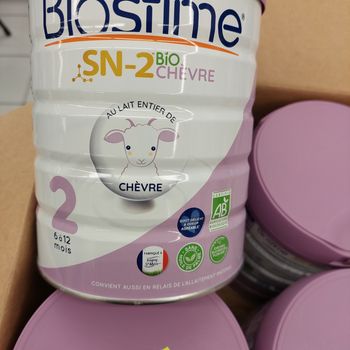 Biostime®
SN-2 BIO
CHÈVRE
AU LAIT ENTIER DE
CHÈVRE
2
6 à 12
mois
AB
CONVIENT AUSSI EN RELAIS DE L'ALLAITEMENT